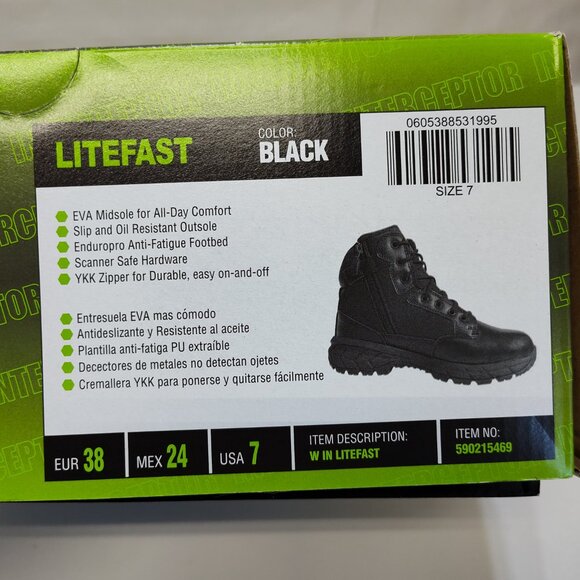 INTERCEPTOR
LITEFAST
COLOR:
BLACK
0605388531995
SIZE 7
EVA Midsole for All-Day Comfort
Slip and Oil Resistant Outsole
Enduropro Anti-Fatigue Footbed
Scanner Safe Hardware
YKK Zipper for Durable, easy on-and-off
Entresuela EVA mas cómodo
Antideslizante y Resistente al aceite
Plantilla anti-fatiga PU extraíble
Decectores de metales no detectan ojetes
Cremallera YKK para ponerse y quitarse fácilmente
EUR 38
MEX 24
USA 7
ITEM DESCRIPTION:
W IN LITEFAST
ITEM NO:
590215469